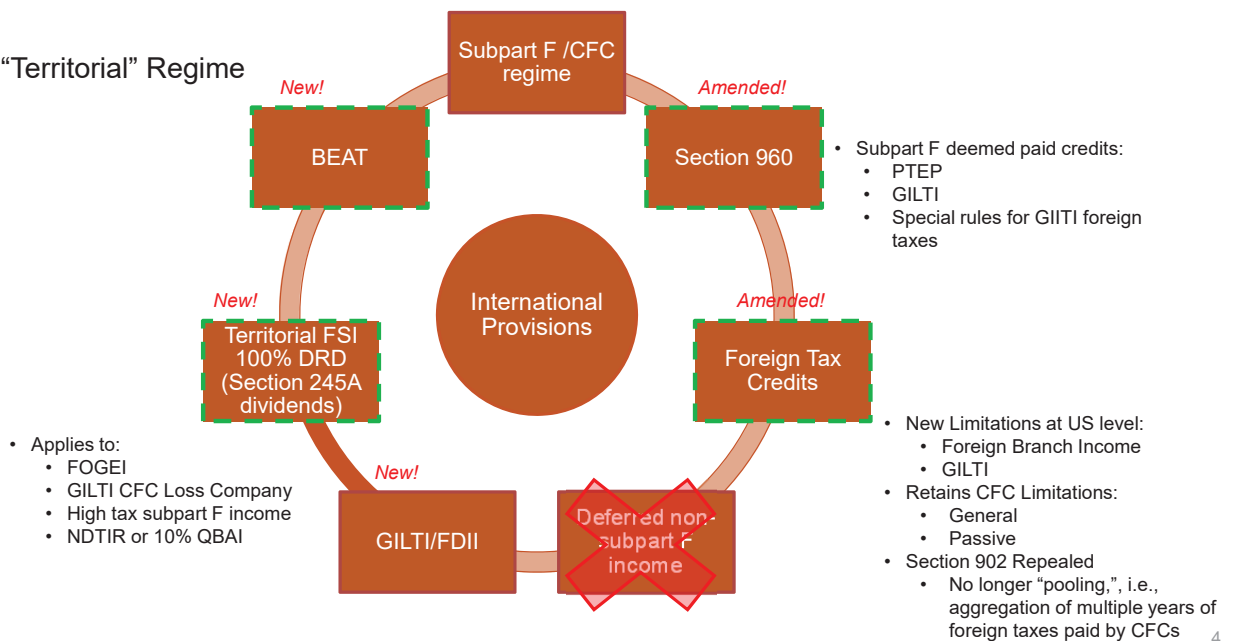 “Territorial” Regime
Subpart F /CFC
regime
New!
BEAT
Amended!
Section 960
• Subpart F deemed paid credits:
• PTEP
• GILTI
• Special rules for GIITI foreign
taxes
International
Provisions
New!
Territorial FSI
100% DRD
(Section 245A
dividends)
Amended!
Foreign Tax
Credits
• Applies to:
• FOGEI
• GILTI CFC Loss Company
• High tax subpart F income
• NDTIR or 10% QBAI
New!
GILTI/FDII
Deferred non-
subpart F
income
• New Limitations at US level:
• Foreign Branch Income
• GILTI
• Retains CFC Limitations:
• General
• Passive
• Section 902 Repealed
• No longer “pooling,”, i.e.,
aggregation of multiple years of
foreign taxes paid by CFCs
4